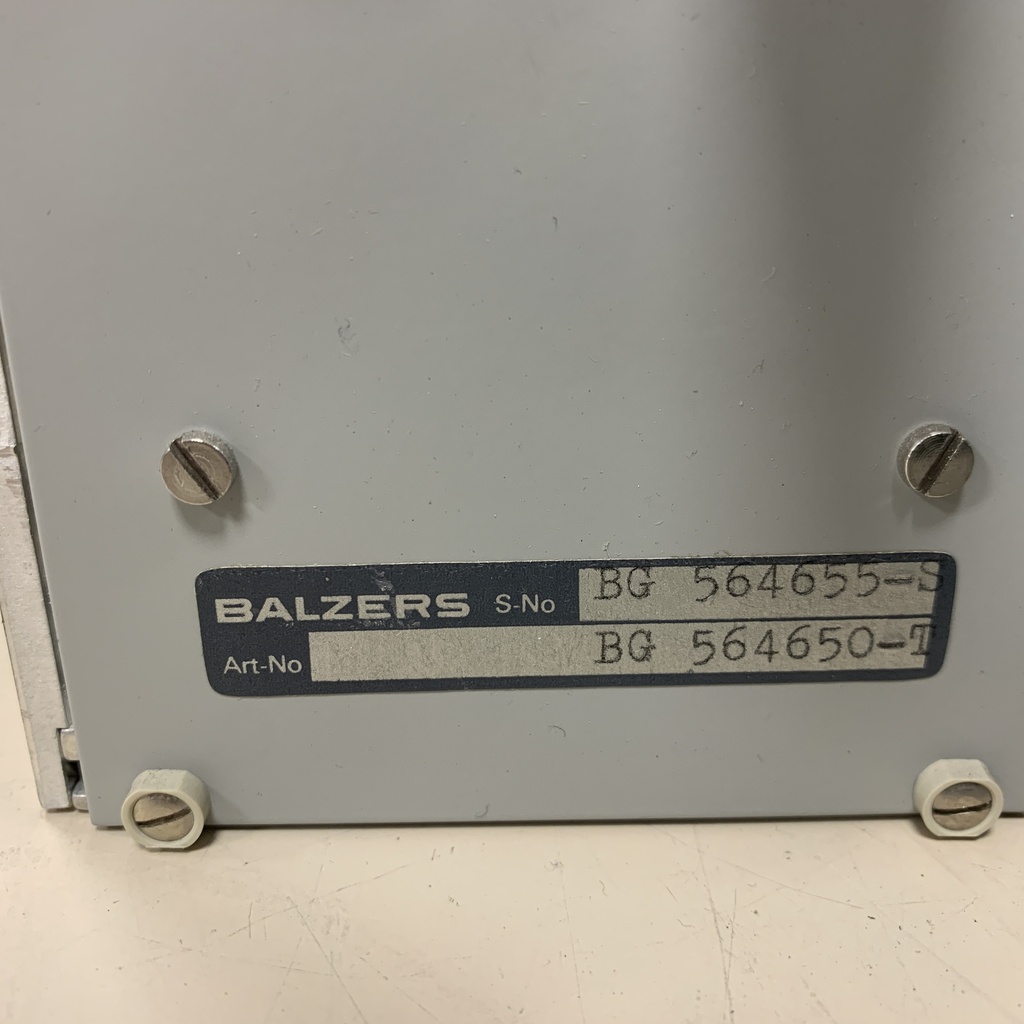 BALZERS S-No BG 564655-S
Art-No BG 564650-T